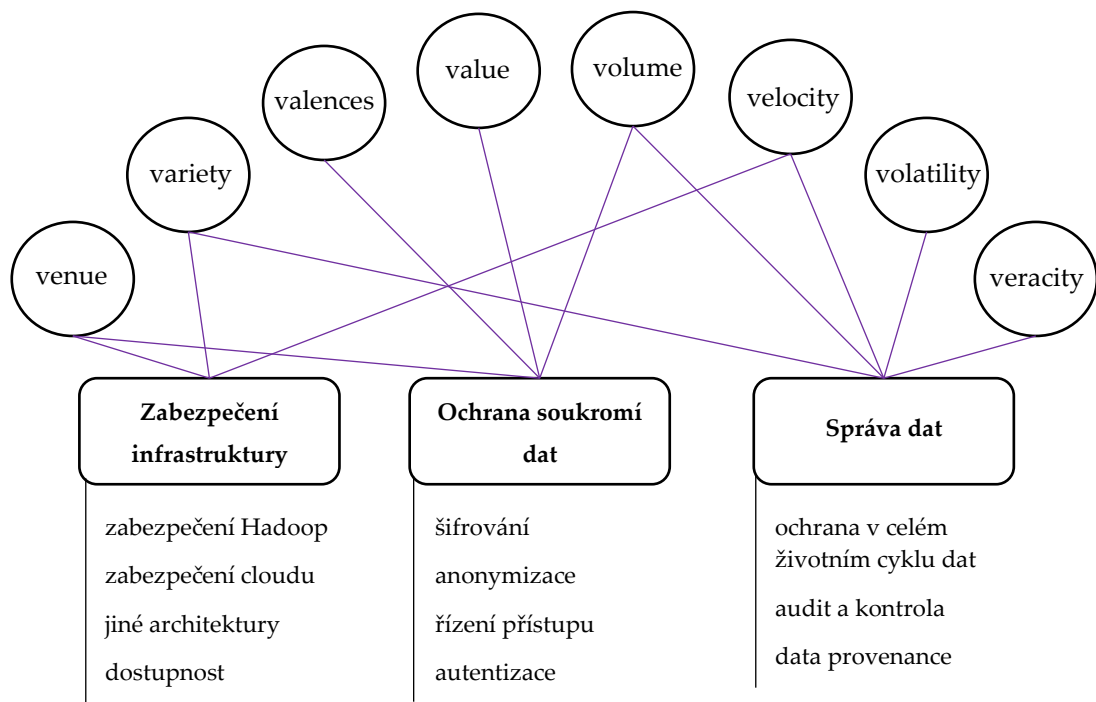 venue
variety
valences
value
volume
velocity
volatility
veracity
Zabezpečení
infrastruktury
zabezpečení Hadoop
zabezpečení cloudu
jiné architektury
dostupnost
Ochrana soukromí
dat
šifrování
anonymizace
řízení přístupu
autentizace
Správa dat
ochrana v celém
životním cyklu dat
audit a kontrola
data provenance